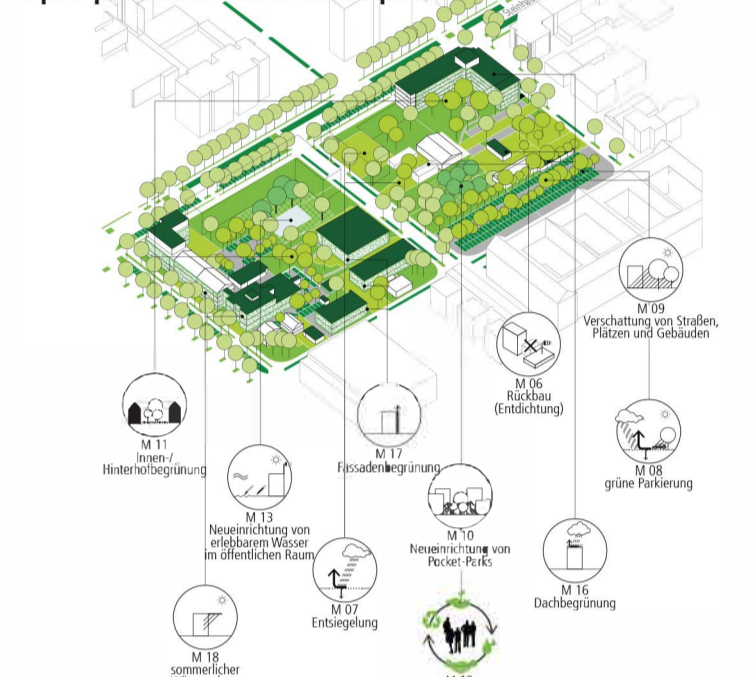 M 09
Verschattung von Straßen,
Plätzen und Gebäuden
M 06
Rückbau
(Entdichtung)
M 11
Innen-/
Hinterhofbegrünung
M 17
Fassadenbegrünung
M 08
grüne Parkierung
M 13
Neueinrichtung von
erlebbarem Wasser
im öffentlichen Raum
M 10
Neueinrichtung von
Pocket-Parks
M 16
Dachbegrünung
M 07
Entsiegelung
M 18
sommerlicher